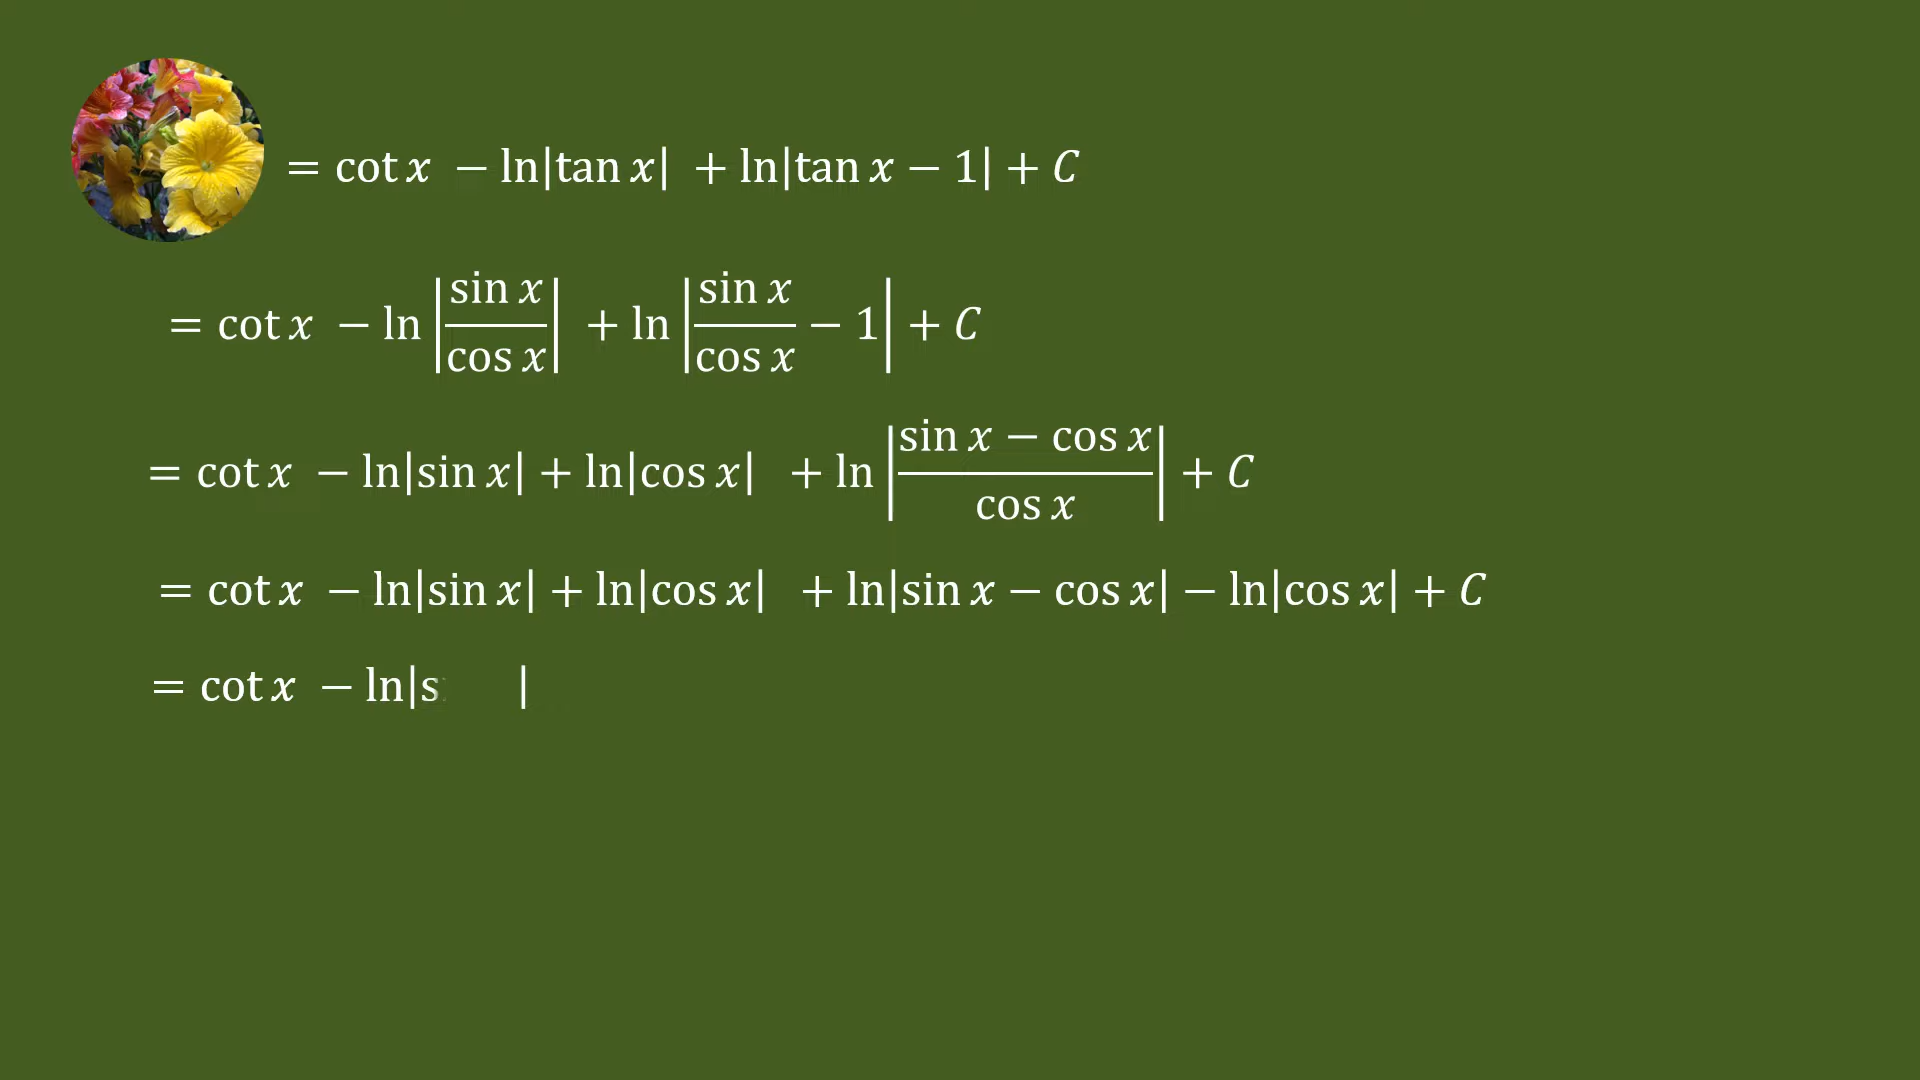 = cot x − ln|tan x| + ln|tan x − 1| + C
= cot x − ln|sin x / cos x| + ln|sin x / cos x − 1| + C
= cot x − ln|sin x| + ln|cos x| + ln|(sin x − cos x) / cos x| + C
= cot x − ln|sin x| + ln|cos x| + ln|sin x − cos x| − ln|cos x| + C
= cot x − ln|s |